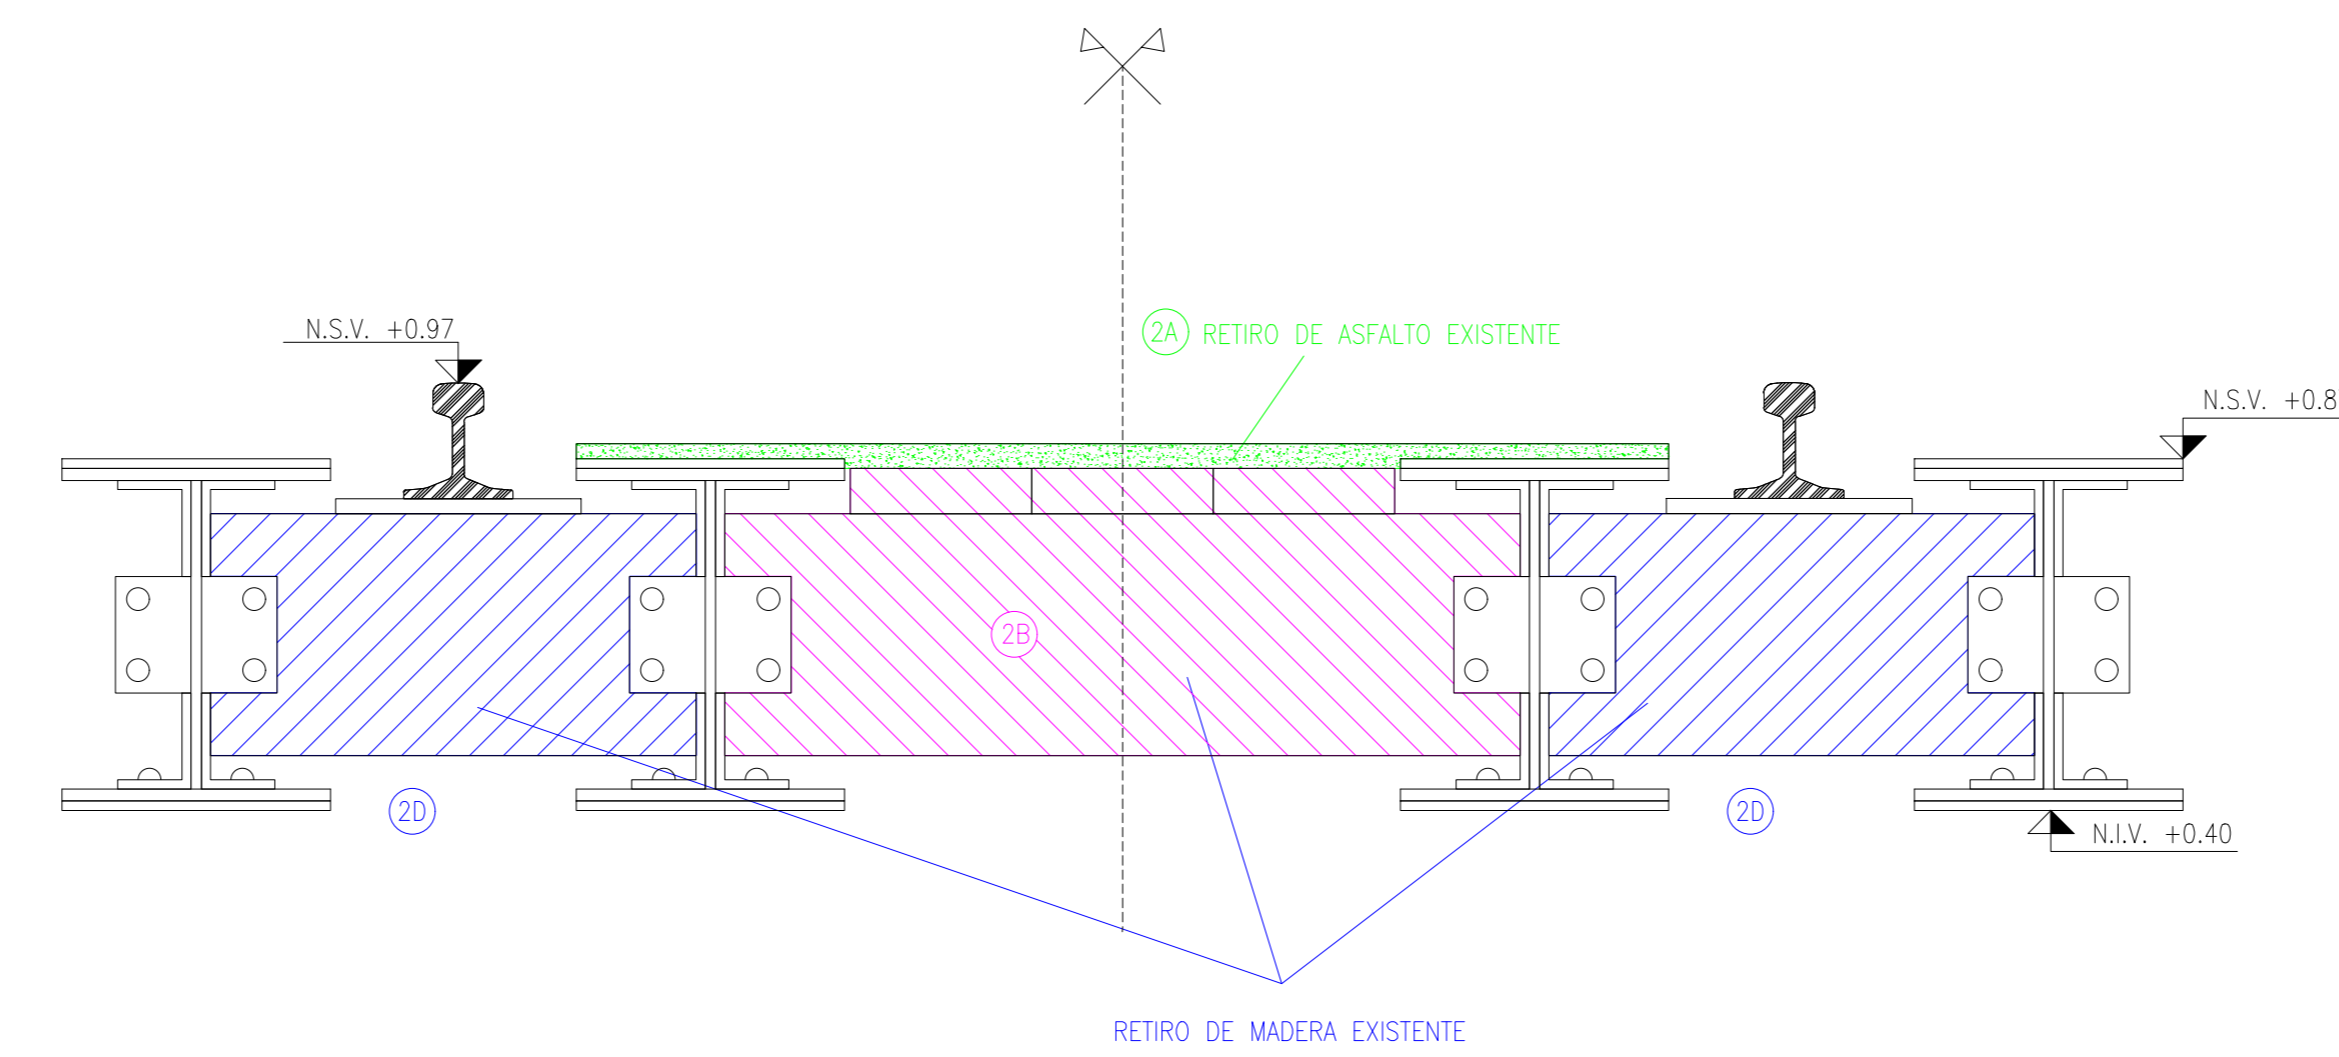 N.S.V. +0.97
2A RETIRO DE ASFALTO EXISTENTE
N.S.V. +0.8
2B
2D
2D
N.I.V. +0.40
RETIRO DE MADERA EXISTENTE